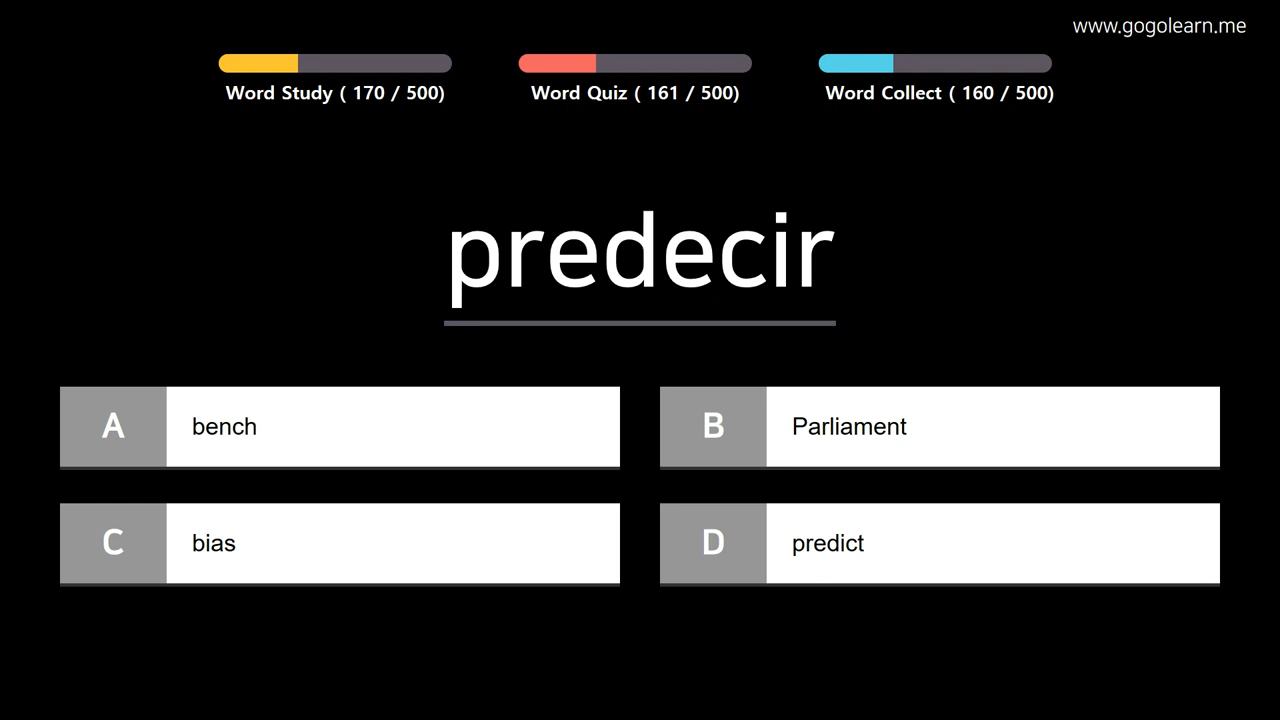 www.gogolearn.me
Word Study ( 170 / 500)
Word Quiz ( 161 / 500)
Word Collect ( 160 / 500)
predecir
A bench
B Parliament
C bias
D predict